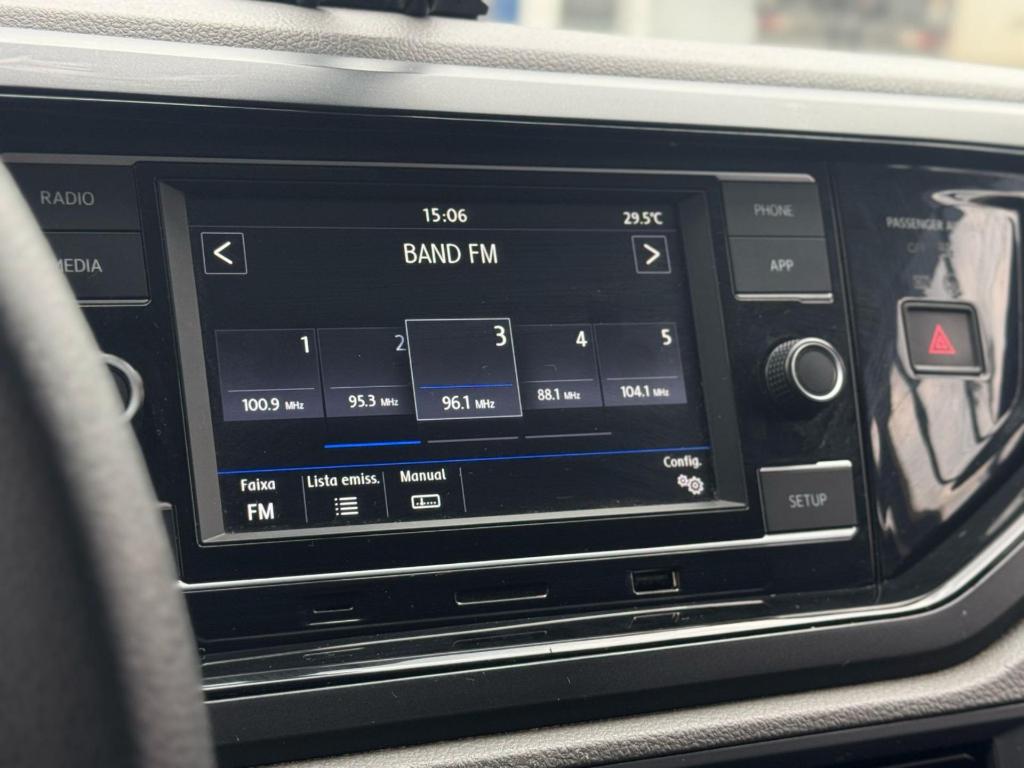 RADIO
MEDIA
15:06 29.5°C
BAND FM
1 2 3 4 5
100.9 MHz 95.3 MHz 96.1 MHz 88.1 MHz 104.1 MHz
Faixa Lista emiss. Manual Config.
FM
PHONE
APP
SETUP
PASSENGER